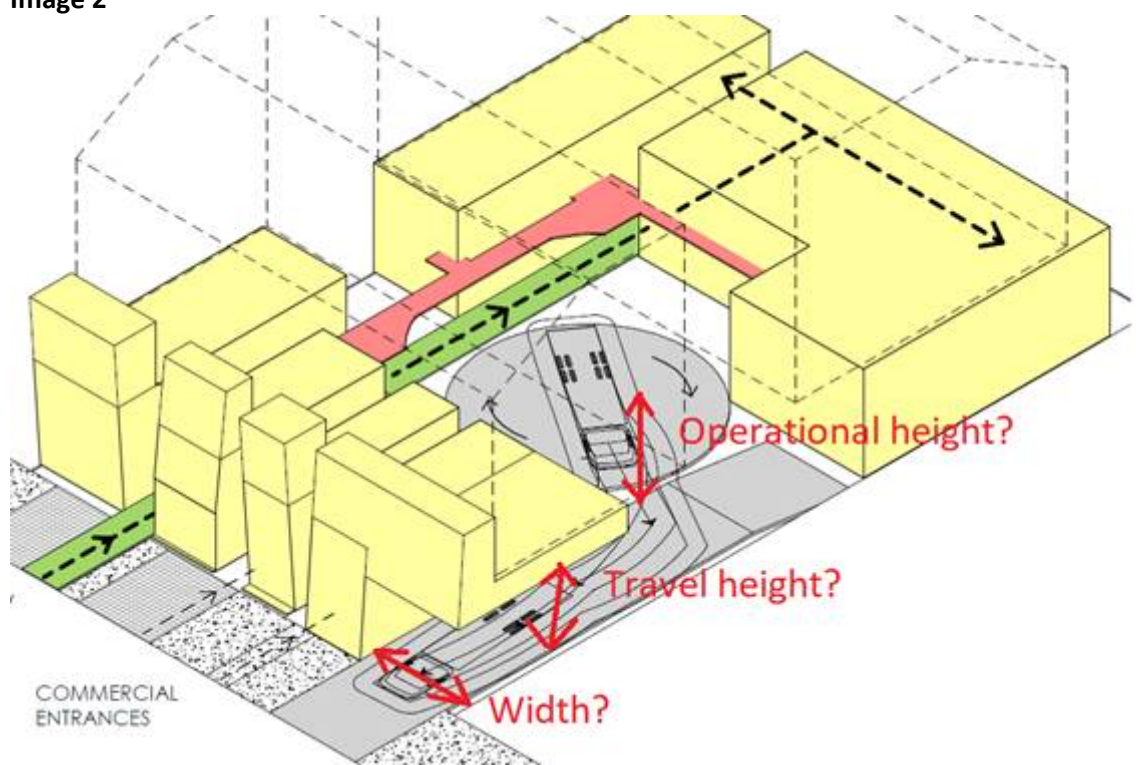 Image 2
Operational height?
Travel height?
Width?
COMMERCIAL
ENTRANCES